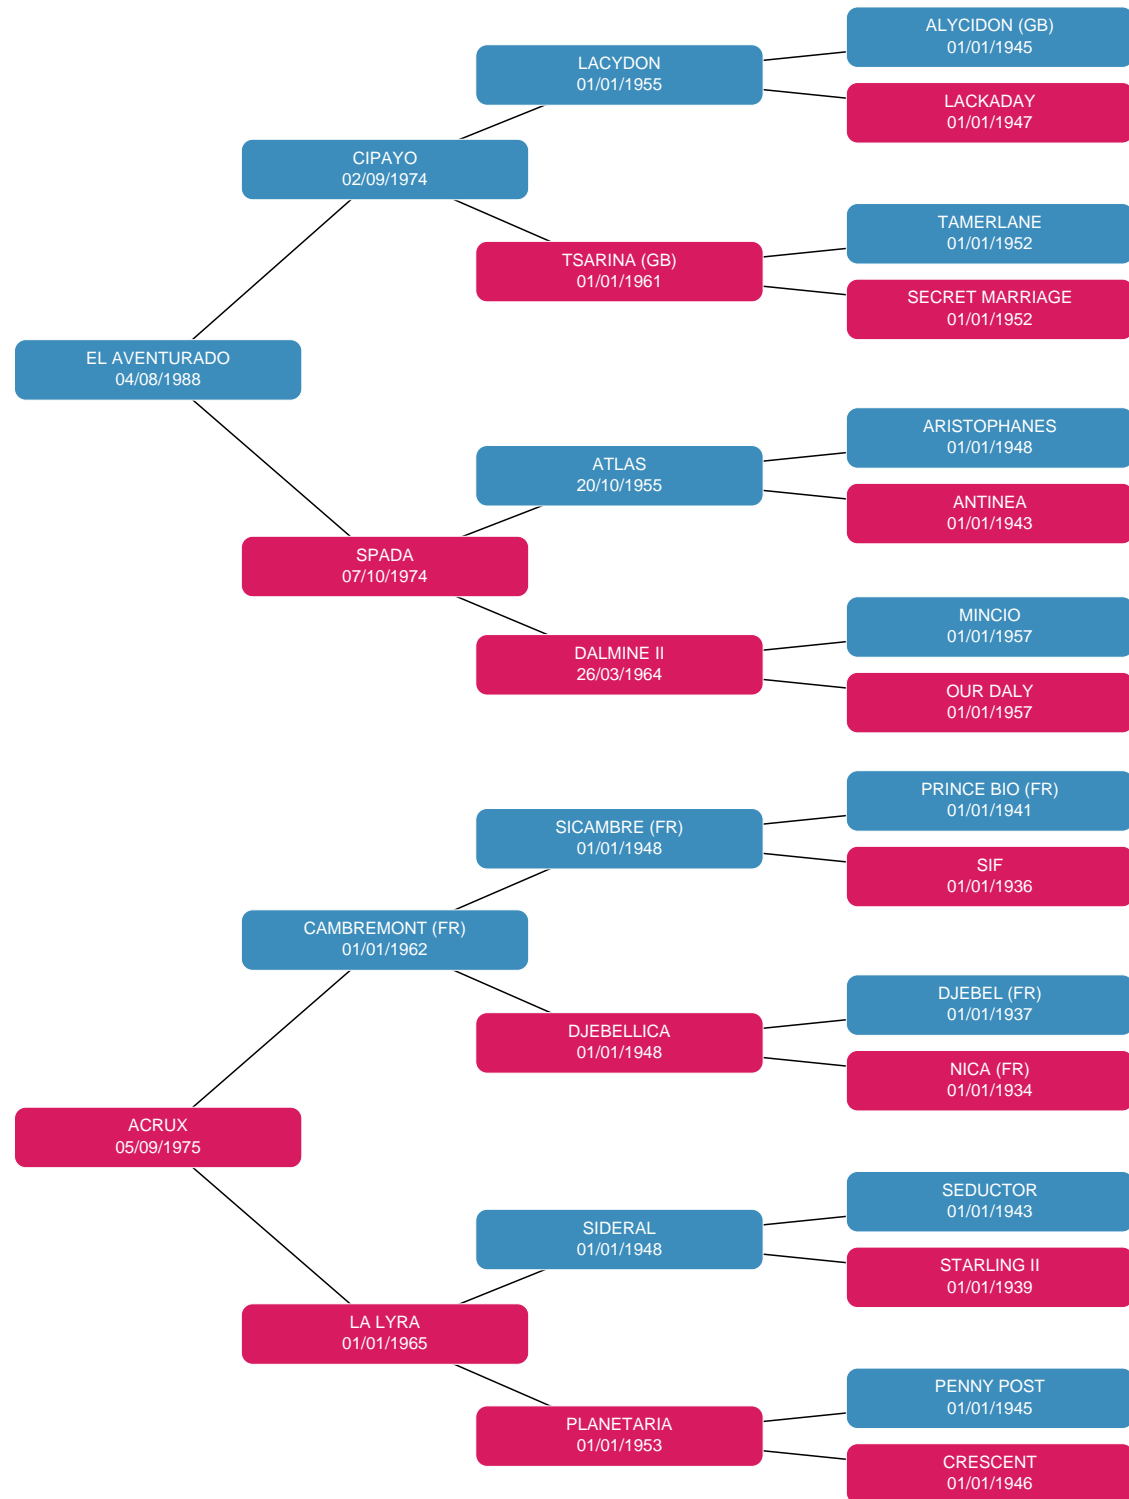 ALYCIDON (GB)
01/01/1945
LACYDON
01/01/1955
LACKADAY
01/01/1947
CIPAYO
02/09/1974
TAMERLANE
01/01/1952
TSARINA (GB)
01/01/1961
SECRET MARRIAGE
01/01/1952
EL AVENTURADO
04/08/1988
ARISTOPHANES
01/01/1948
ATLAS
20/10/1955
ANTINEA
01/01/1943
SPADA
07/10/1974
MINCIO
01/01/1957
DALMINE II
26/03/1964
OUR DALY
01/01/1957
PRINCE BIO (FR)
01/01/1941
SICAMBRE (FR)
01/01/1948
SIF
01/01/1936
CAMBREMONT (FR)
01/01/1962
DJEBEL (FR)
01/01/1937
DJEBELLICA
01/01/1948
NICA (FR)
01/01/1934
ACRUX
05/09/1975
SEDUCTOR
01/01/1943
SIDERAL
01/01/1948
STARLING II
01/01/1939
LA LYRA
01/01/1965
PENNY POST
01/01/1945
PLANETARIA
01/01/1953
CRESCENT
01/01/1946